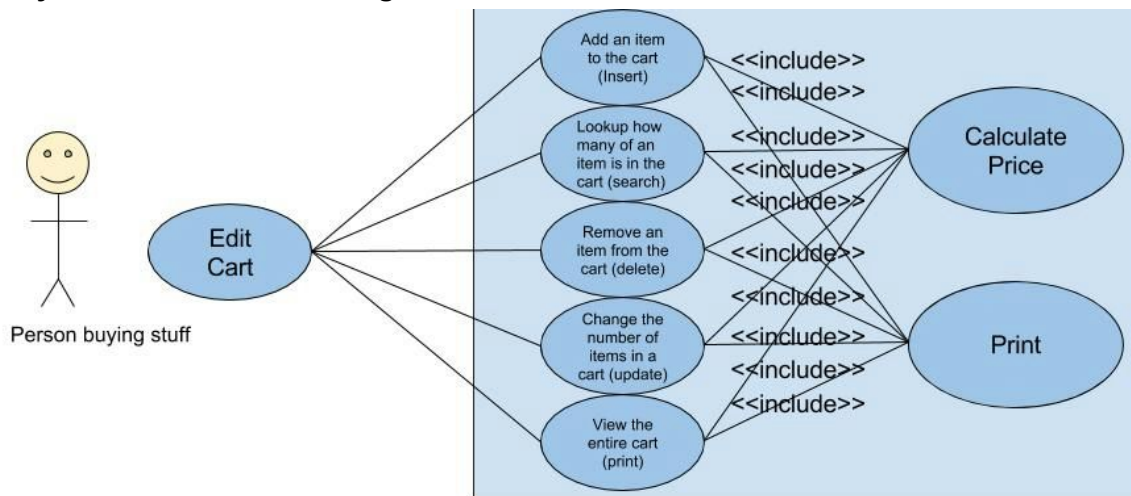 Person buying stuff
Edit
Cart
Add an item
to the cart
(Insert)
Lookup how
many of an
item is in the
cart (search)
Remove an
item from the
cart (delete)
Change the
number of
items in a
cart (update)
View the
entire cart
(print)
<<include>>
<<include>>
<<include>>
<<include>>
<<include>>
<<include>>
<<include>>
<<include>>
<<include>>
<<include>>
Calculate
Price
Print